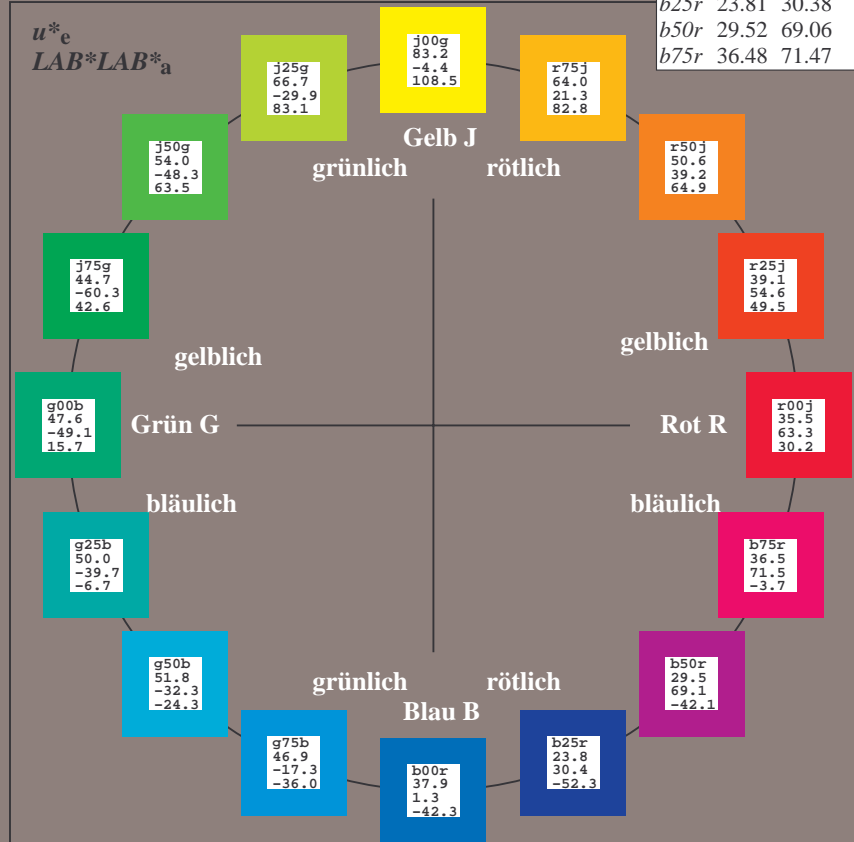 b25r 23.81 30.38
b50r 29.52 69.06
b75r 36.48 71.47
u*e
LAB*LAB*a
j00g
83.2
-4.4
108.5
j25g
66.7
-29.9
83.1
r75j
64.0
21.3
82.8
Gelb J
grünlich rötlich
j50g
54.0
-48.3
63.5
r50j
50.6
39.2
64.9
j75g
44.7
-60.3
42.6
r25j
39.1
54.6
49.5
gelblich
gelblich
g00b
47.6
-49.1
15.7
Grün G
Rot R
r00j
35.5
63.3
30.2
bläulich
bläulich
g25b
50.0
-39.7
-6.7
b75r
36.5
71.5
-3.7
g50b
51.8
-32.3
-24.3
b50r
29.5
69.1
-42.1
grünlich rötlich
Blau B
g75b
46.9
-17.3
-36.0
b00r
37.9
1.3
-42.3
b25r
23.8
30.4
-52.3